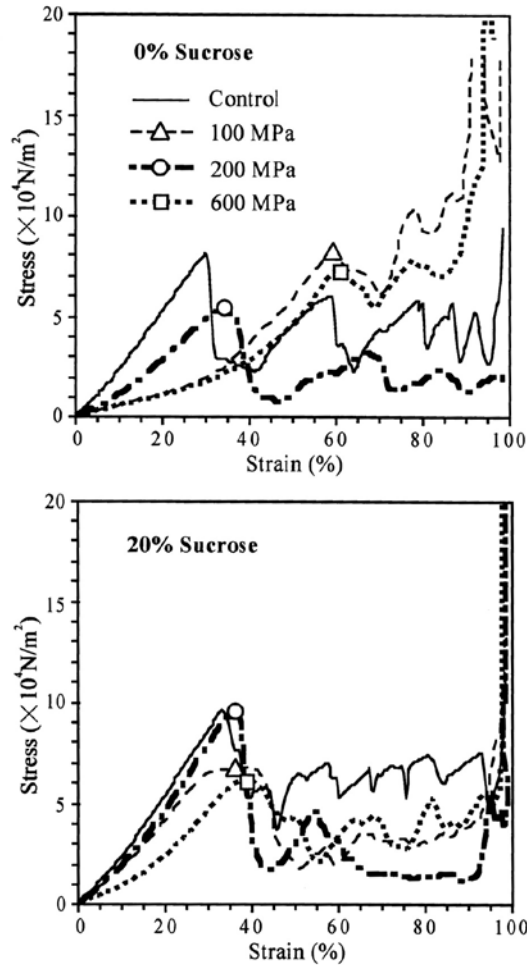 20
0% Sucrose
Control
15
100 MPa
200 MPa
600 MPa
10
5
0
Stress (×10⁴N/m²)
0 20 40 60 80 100
Strain (%)
20
20% Sucrose
15
10
5
0
Stress (×10⁴N/m²)
0 20 40 60 80 100
Strain (%)